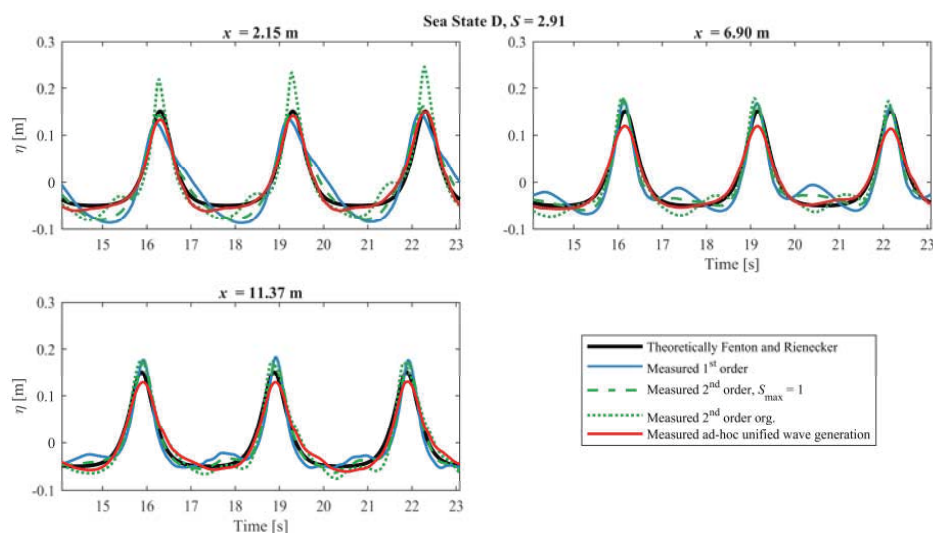 Sea State D, S = 2.91
x = 2.15 m
x = 6.90 m
0.3
0.2
0.1
0
-0.1
η [m]
15 16 17 18 19 20 21 22 23
0.3
0.2
0.1
0
-0.1
η [m]
15 16 17 18 19 20 21 22 23
Time [s]
x = 11.37 m
0.3
0.2
0.1
0
-0.1
η [m]
15 16 17 18 19 20 21 22 23
Time [s]
Theoretically Fenton and Rienecker
Measured 1st order
Measured 2nd order, Smax = 1
Measured 2nd order org.
Measured ad-hoc unified wave generation